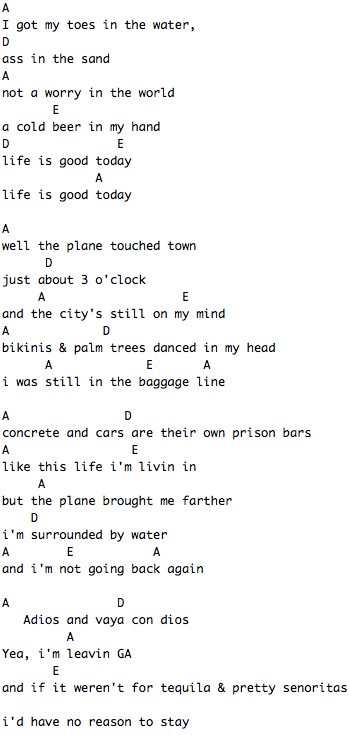 A
I got my toes in the water,
D
ass in the sand
A
not a worry in the world
       E
a cold beer in my hand
D               E
life is good today
             A
life is good today

A
well the plane touched town
      D
just about 3 o'clock
     A                   E
and the city's still on my mind
A             D
bikinis & palm trees danced in my head
      A             E       A
i was still in the baggage line

A                D
concrete and cars are their own prison bars
A                 E
like this life i'm livin in
     A
but the plane brought me farther
    D
i'm surrounded by water
A        E           A
and i'm not going back again

A               D
   Adios and vaya con dios
         A
Yea, i'm leavin GA
       E
and if it weren't for tequila & pretty senoritas

i'd have no reason to stay